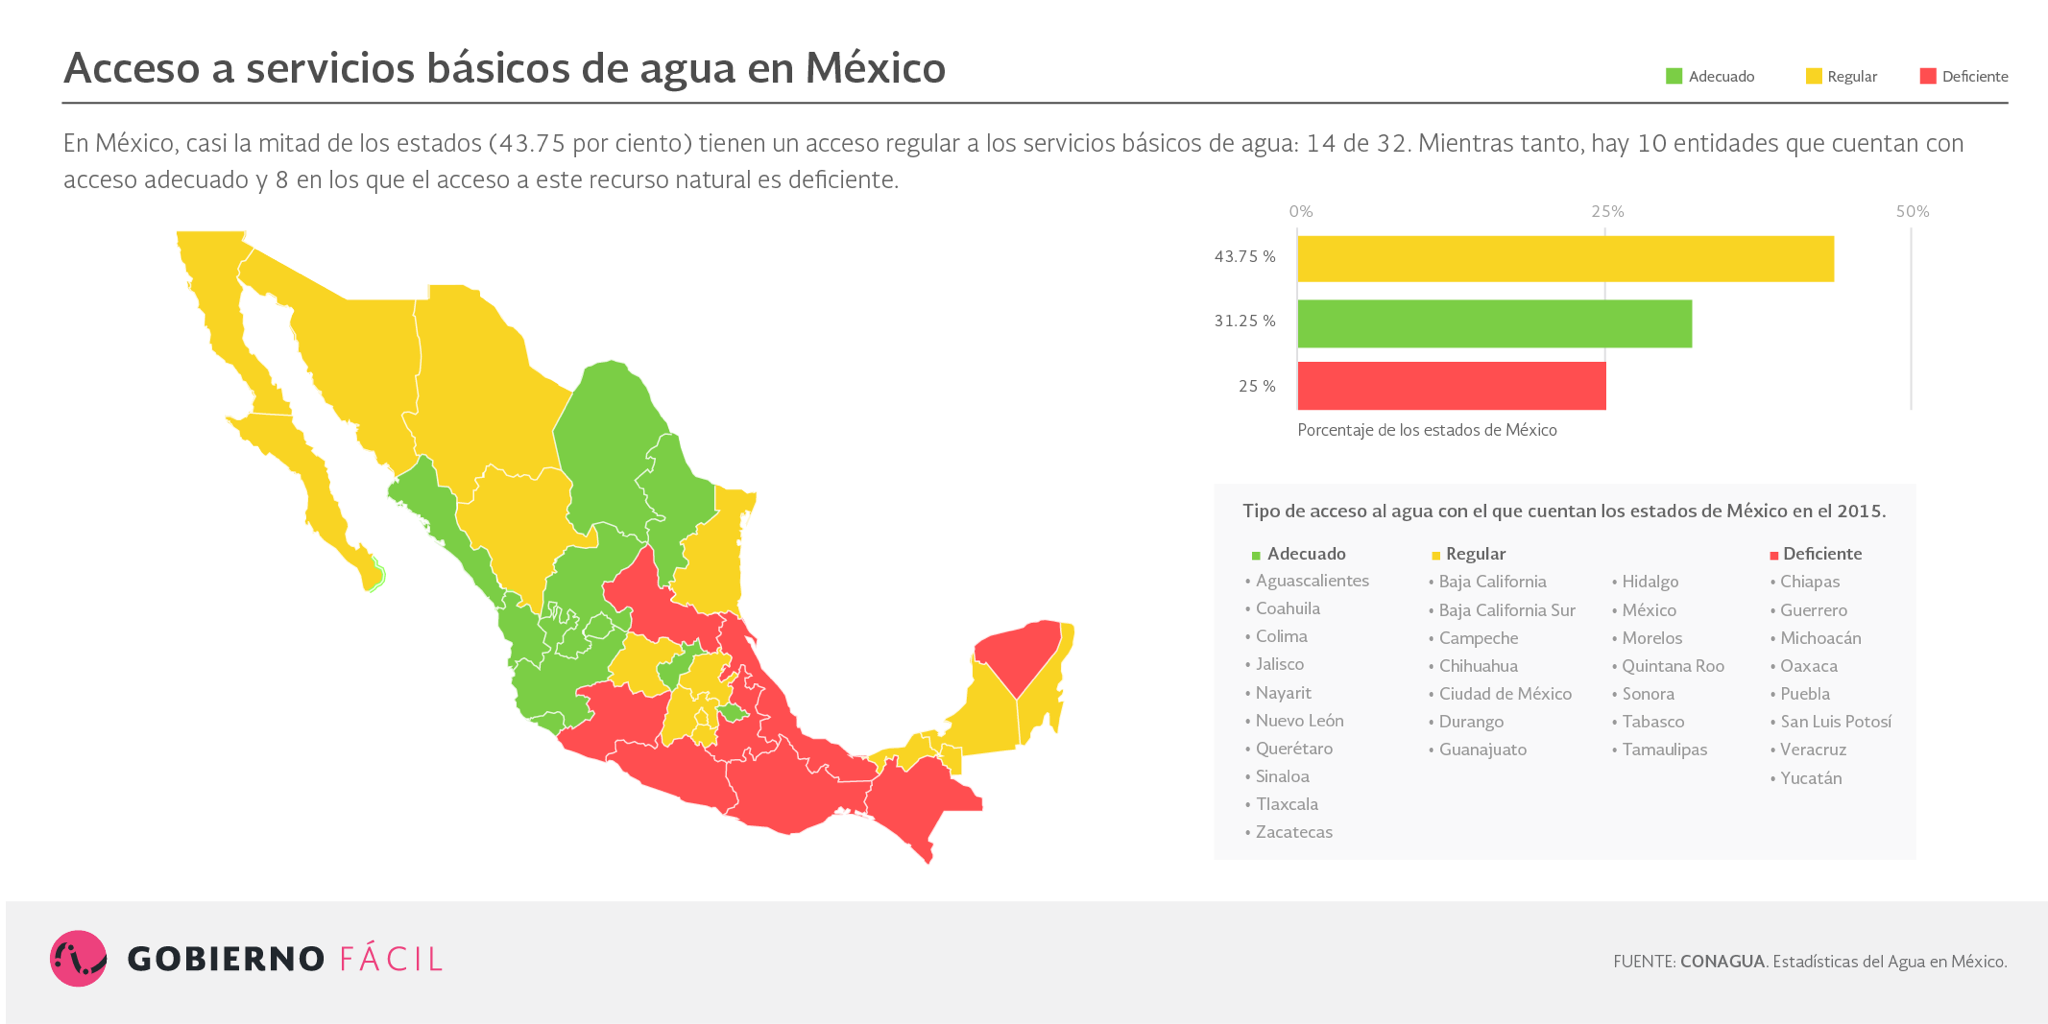 Acceso a servicios básicos de agua en México
Adecuado
Regular
Deficiente
En México, casi la mitad de los estados (43.75 por ciento) tienen un acceso regular a los servicios básicos de agua: 14 de 32. Mientras tanto, hay 10 entidades que cuentan con
acceso adecuado y 8 en los que el acceso a este recurso natural es deficiente.
0%
25%
50%
43.75 %
31.25 %
25 %
Porcentaje de los estados de México
Tipo de acceso al agua con el que cuentan los estados de México en el 2015.
Adecuado
• Aguascalientes
• Coahuila
• Colima
• Jalisco
• Nayarit
• Nuevo León
• Querétaro
• Sinaloa
• Tlaxcala
• Zacatecas
Regular
• Baja California
• Baja California Sur
• Campeche
• Chihuahua
• Ciudad de México
• Durango
• Guanajuato
• Hidalgo
• México
• Morelos
• Quintana Roo
• Sonora
• Tabasco
• Tamaulipas
Deficiente
• Chiapas
• Guerrero
• Michoacán
• Oaxaca
• Puebla
• San Luis Potosí
• Veracruz
• Yucatán
GOBIERNO FÁCIL
FUENTE: CONAGUA. Estadísticas del Agua en México.